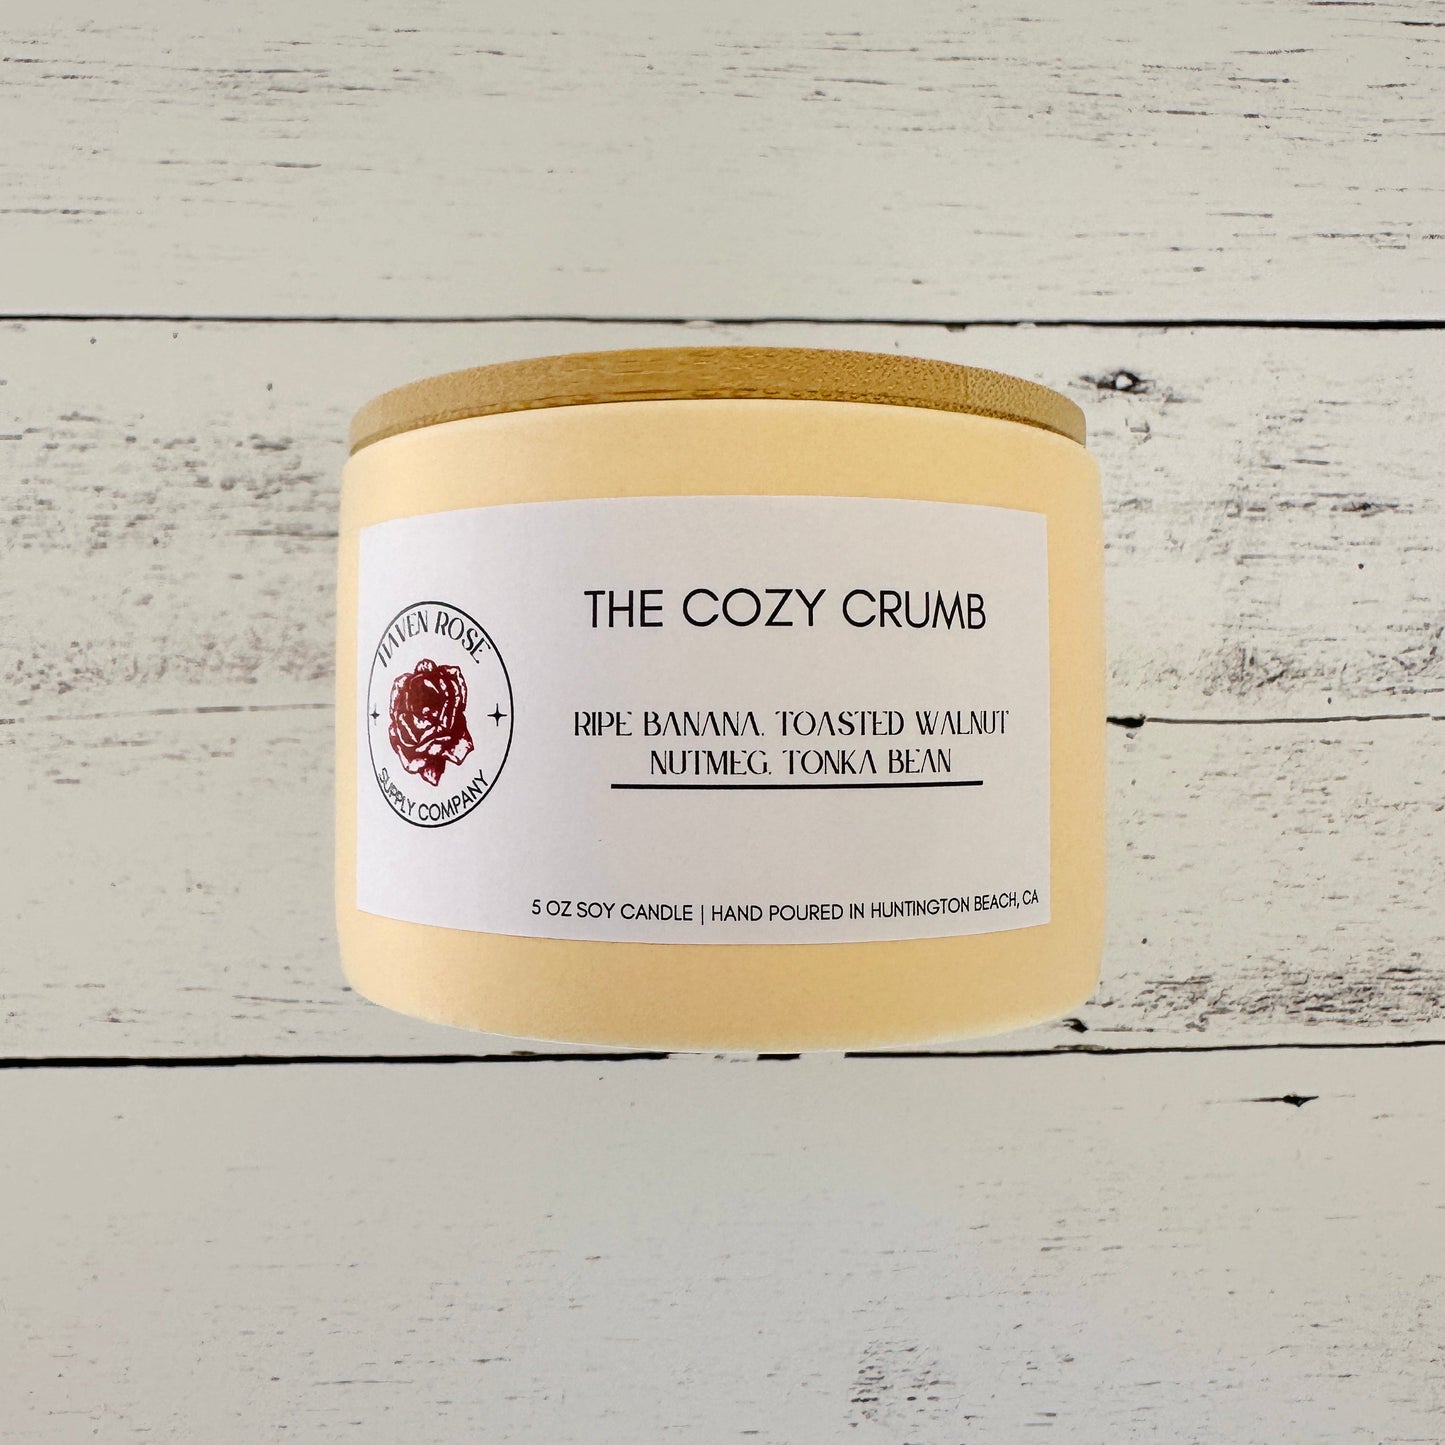 HAVEN ROSE
SUPPLY COMPANY
THE COZY CRUMB
RIPE BANANA, TOASTED WALNUT
NUTMEG, TONKA BEAN
5 OZ SOY CANDLE | HAND POURED IN HUNTINGTON BEACH, CA